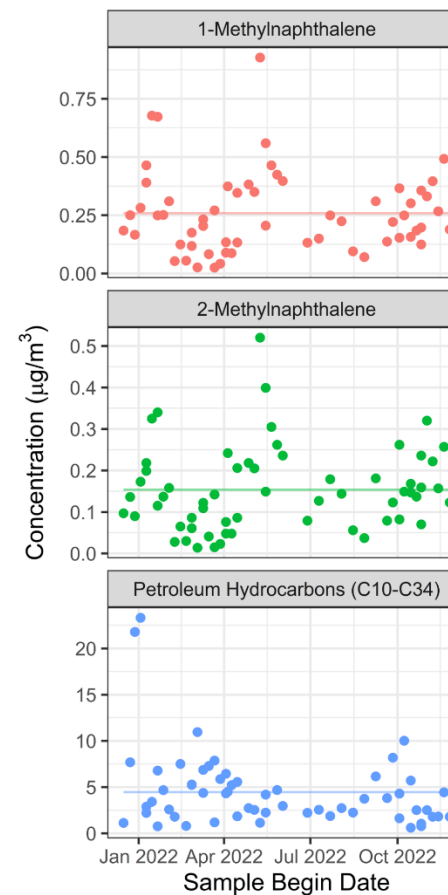 1-Methylnaphthalene
0.75
0.50
0.25
0.00
2-Methylnaphthalene
0.5
0.4
0.3
0.2
0.1
0.0
Petroleum Hydrocarbons (C10-C34)
20
15
10
5
0
Concentration (μg/m³)
Jan 2022 Apr 2022 Jul 2022 Oct 2022
Sample Begin Date